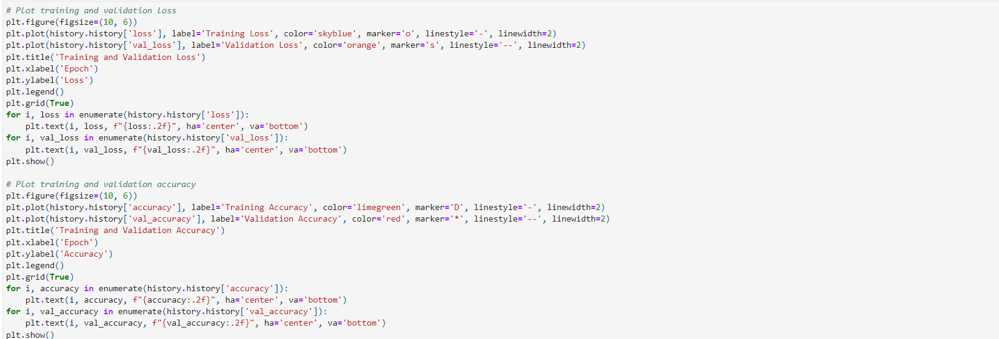 # Plot training and validation loss
plt.figure(figsize=(10, 6))
plt.plot(history.history['loss'], label='Training Loss', color='skyblue', marker='o', linestyle='-', linewidth=2)
plt.plot(history.history['val_loss'], label='Validation Loss', color='orange', marker='s', linestyle='--', linewidth=2)
plt.title('Training and Validation Loss')
plt.xlabel('Epoch')
plt.ylabel('Loss')
plt.legend()
plt.grid(True)
for i, loss in enumerate(history.history['loss']):
    plt.text(i, loss, f"{loss:.2f}", ha='center', va='bottom')
for i, val_loss in enumerate(history.history['val_loss']):
    plt.text(i, val_loss, f"{val_loss:.2f}", ha='center', va='bottom')
plt.show()

# Plot training and validation accuracy
plt.figure(figsize=(10, 6))
plt.plot(history.history['accuracy'], label='Training Accuracy', color='limegreen', marker='D', linestyle='-', linewidth=2)
plt.plot(history.history['val_accuracy'], label='Validation Accuracy', color='red', marker='*', linestyle='--', linewidth=2)
plt.title('Training and Validation Accuracy')
plt.xlabel('Epoch')
plt.ylabel('Accuracy')
plt.legend()
plt.grid(True)
for i, accuracy in enumerate(history.history['accuracy']):
    plt.text(i, accuracy, f"{accuracy:.2f}", ha='center', va='bottom')
for i, val_accuracy in enumerate(history.history['val_accuracy']):
    plt.text(i, val_accuracy, f"{val_accuracy:.2f}", ha='center', va='bottom')
plt.show()